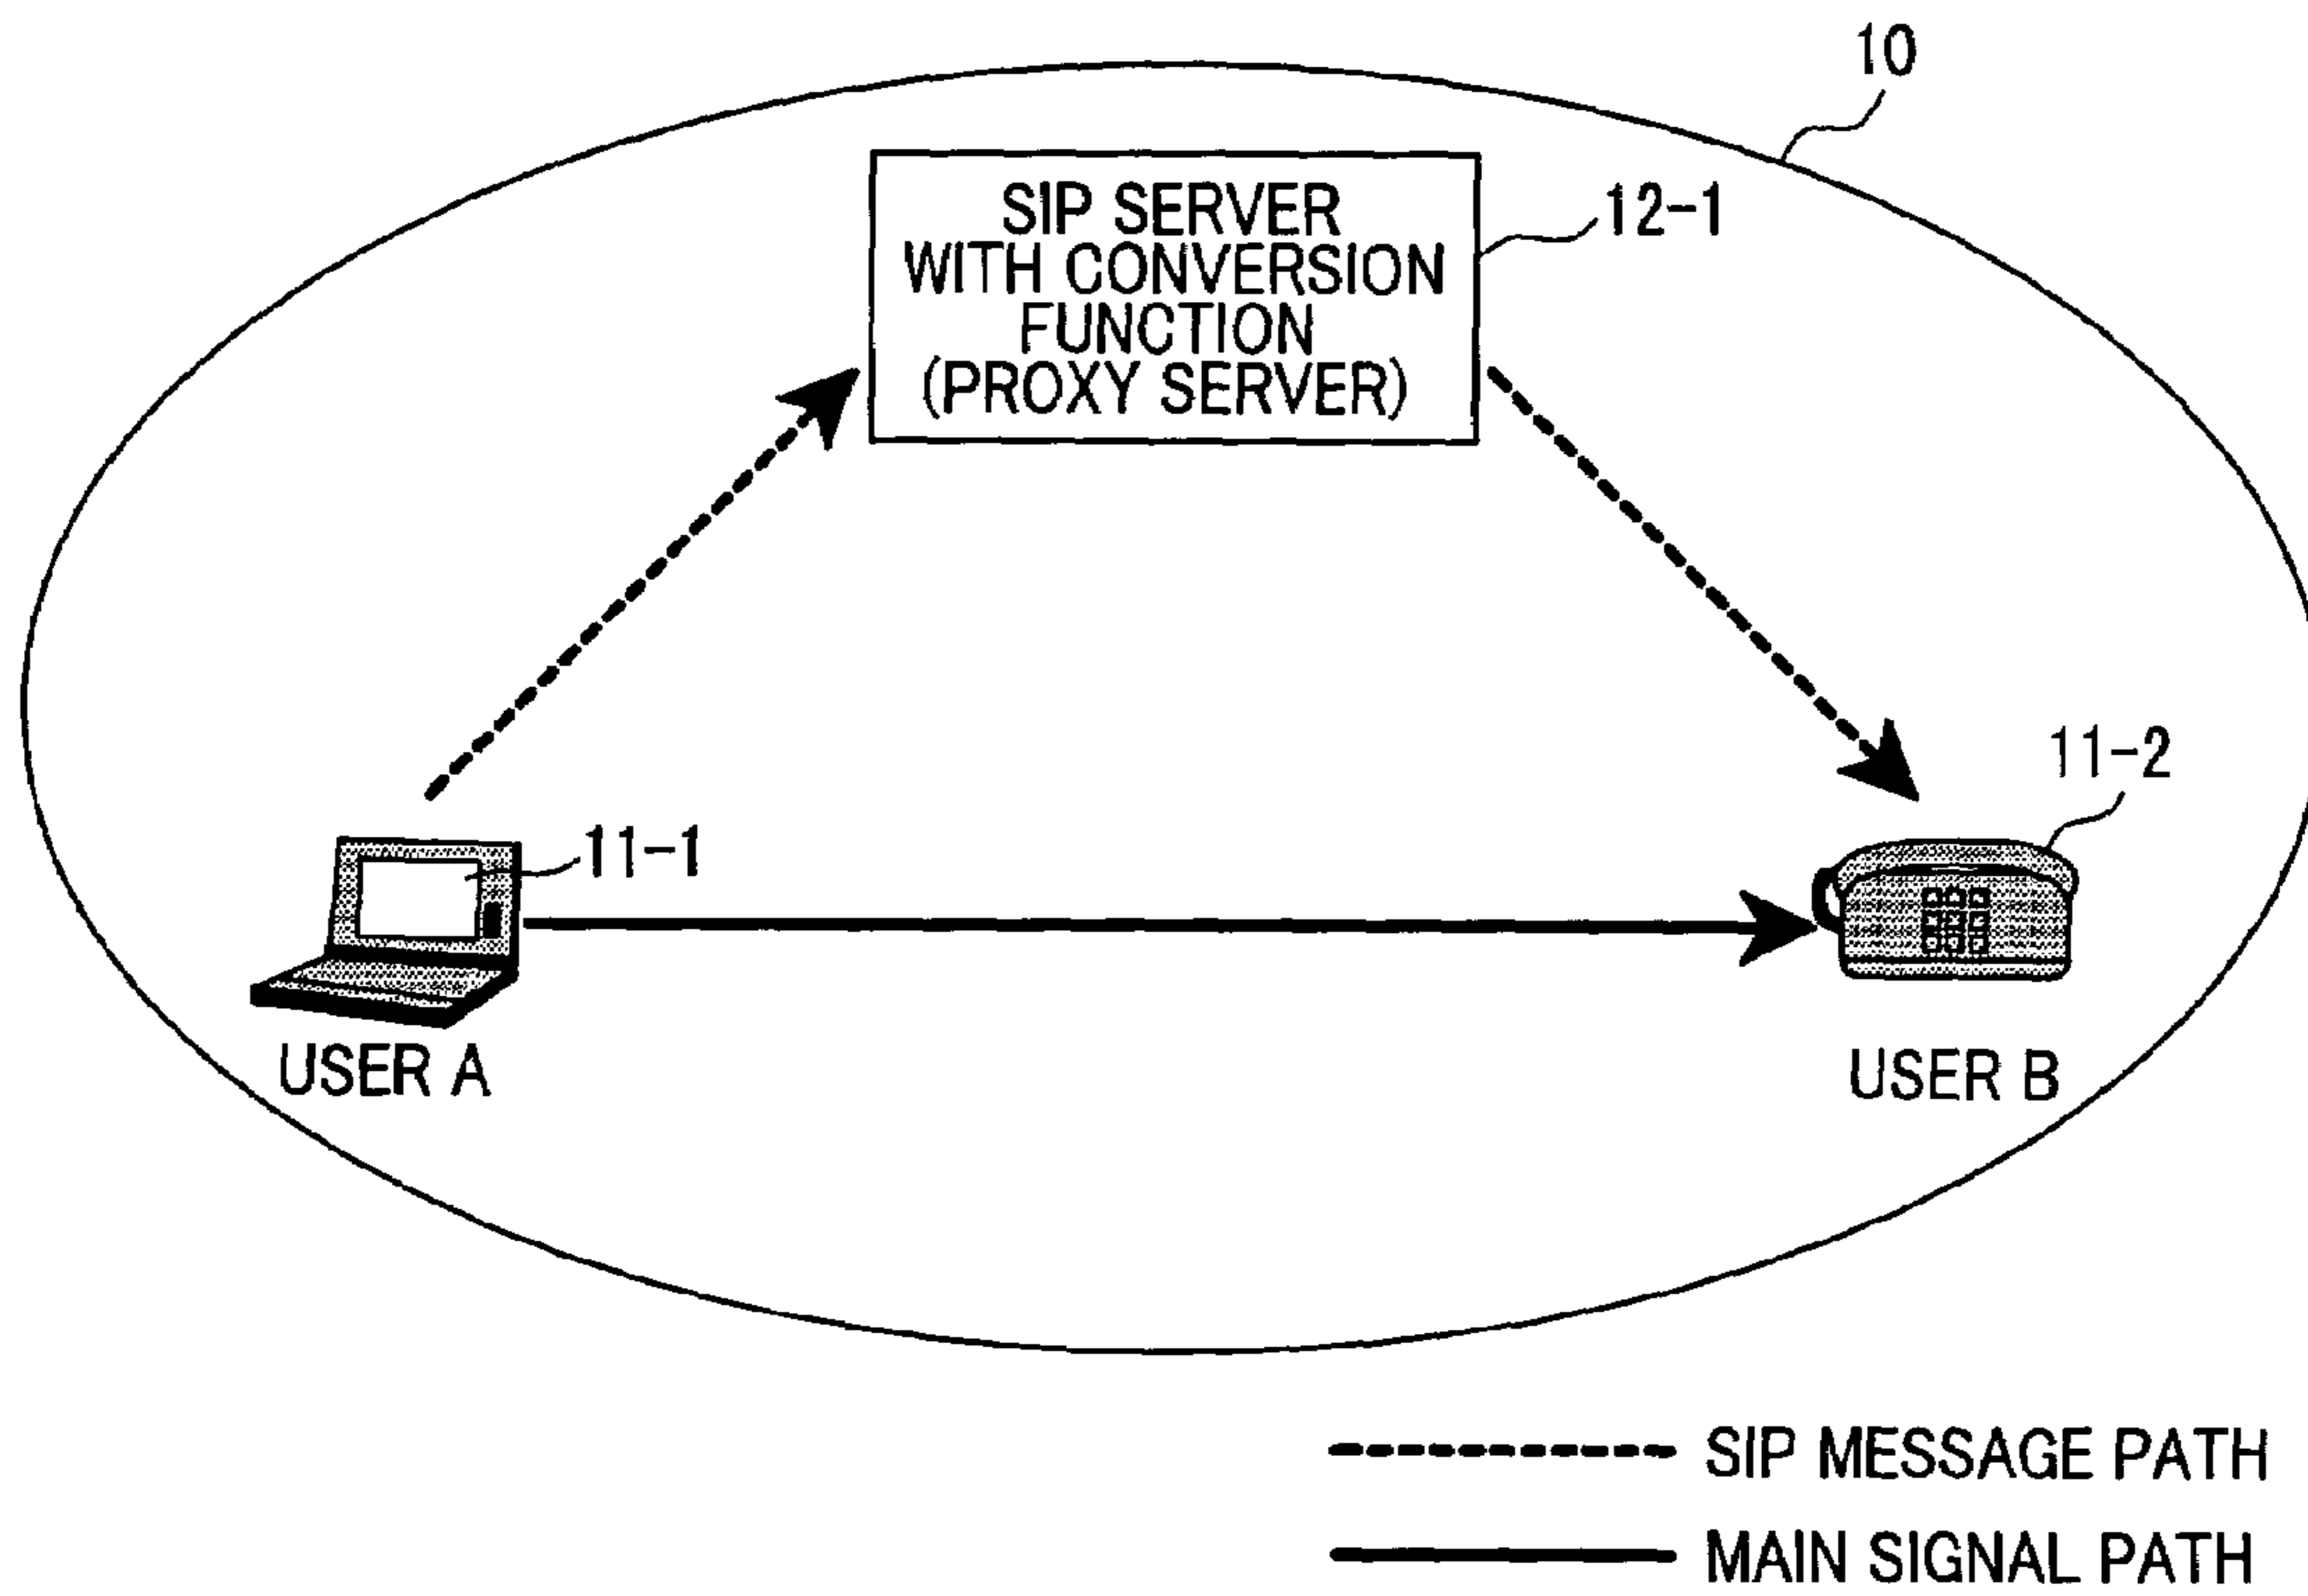 10
SIP SERVER
WITH CONVERSION
FUNCTION
(PROXY SERVER)
12-1
11-2
11-1
USER A
USER B
SIP MESSAGE PATH
MAIN SIGNAL PATH